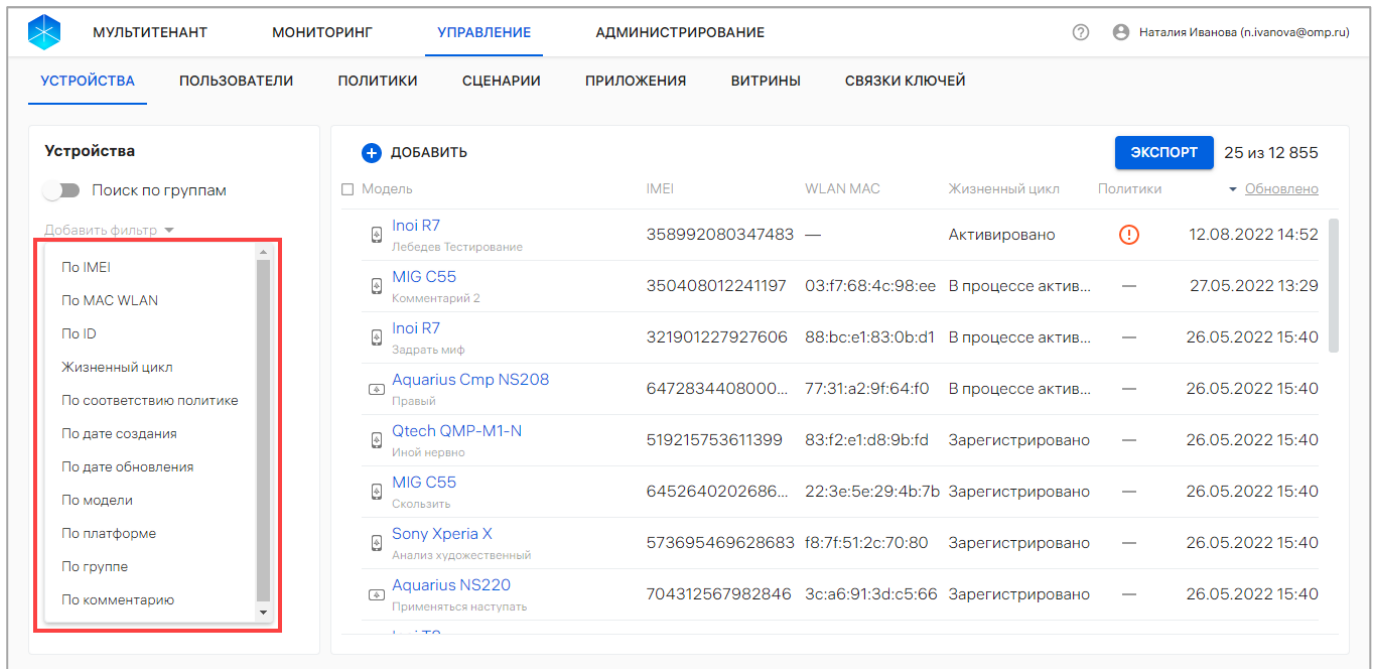 МУЛЬТИТЕНАНТ МОНИТОРИНГ УПРАВЛЕНИЕ АДМИНИСТРИРОВАНИЕ ? Наталия Иванова (n.ivanova@omp.ru)
УСТРОЙСТВА ПОЛЬЗОВАТЕЛИ ПОЛИТИКИ СЦЕНАРИИ ПРИЛОЖЕНИЯ ВИТРИНЫ СВЯЗКИ КЛЮЧЕЙ
Устройства
Поиск по группам
Добавить фильтр
По IMEI
По MAC WLAN
По ID
Жизненный цикл
По соответствию политике
По дате создания
По дате обновления
По модели
По платформе
По группе
По комментарию
ДОБАВИТЬ ЭКСПОРТ 25 из 12 855
Модель IMEI WLAN MAC Жизненный цикл Политики Обновлено
Inoi R7 358992080347483 — Активировано 12.08.2022 14:52
Лебедев Тестирование
MIG C55 350408012241197 03:f7:68:4c:98:ee В процессе актив... — 27.05.2022 13:29
Комментарий 2
Inoi R7 321901227927606 88:bc:e1:83:0b:d1 В процессе актив... — 26.05.2022 15:40
Задрать миф
Aquarius Cmp NS208 6472834408000... 77:31:a2:9f:64:f0 В процессе актив... — 26.05.2022 15:40
Правый
Qtech QMP-M1-N 519215753611399 83:f2:e1:d8:9b:fd Зарегистрировано — 26.05.2022 15:40
Иной нервно
MIG C55 6452640202686... 22:3e:5e:29:4b:7b Зарегистрировано — 26.05.2022 15:40
Скользить
Sony Xperia X 573695469628683 f8:7f:51:2c:70:80 Зарегистрировано — 26.05.2022 15:40
Анализ художественный
Aquarius NS220 704312567982846 3c:a6:91:3d:c5:66 Зарегистрировано — 26.05.2022 15:40
Применяться наступать